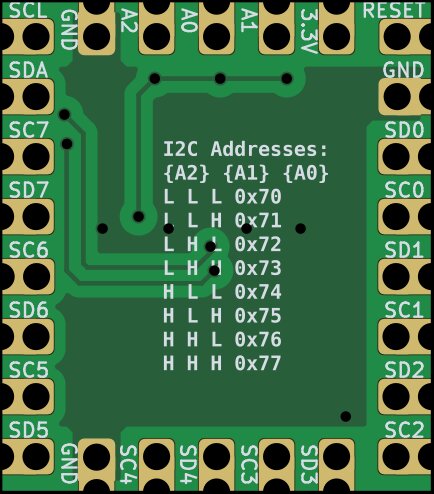 SCL
GND
A2
A0
A1
3.3V
RESET
SDA
GND
SC7
SD0
SD7
SC0
SC6
SD1
SD6
SC1
SC5
SD2
SD5
SC2
GND
SC4
SD4
SC3
SD3
I2C Addresses:
{A2} {A1} {A0}
L L L 0x70
L L H 0x71
L H L 0x72
L H H 0x73
H L L 0x74
H L H 0x75
H H L 0x76
H H H 0x77